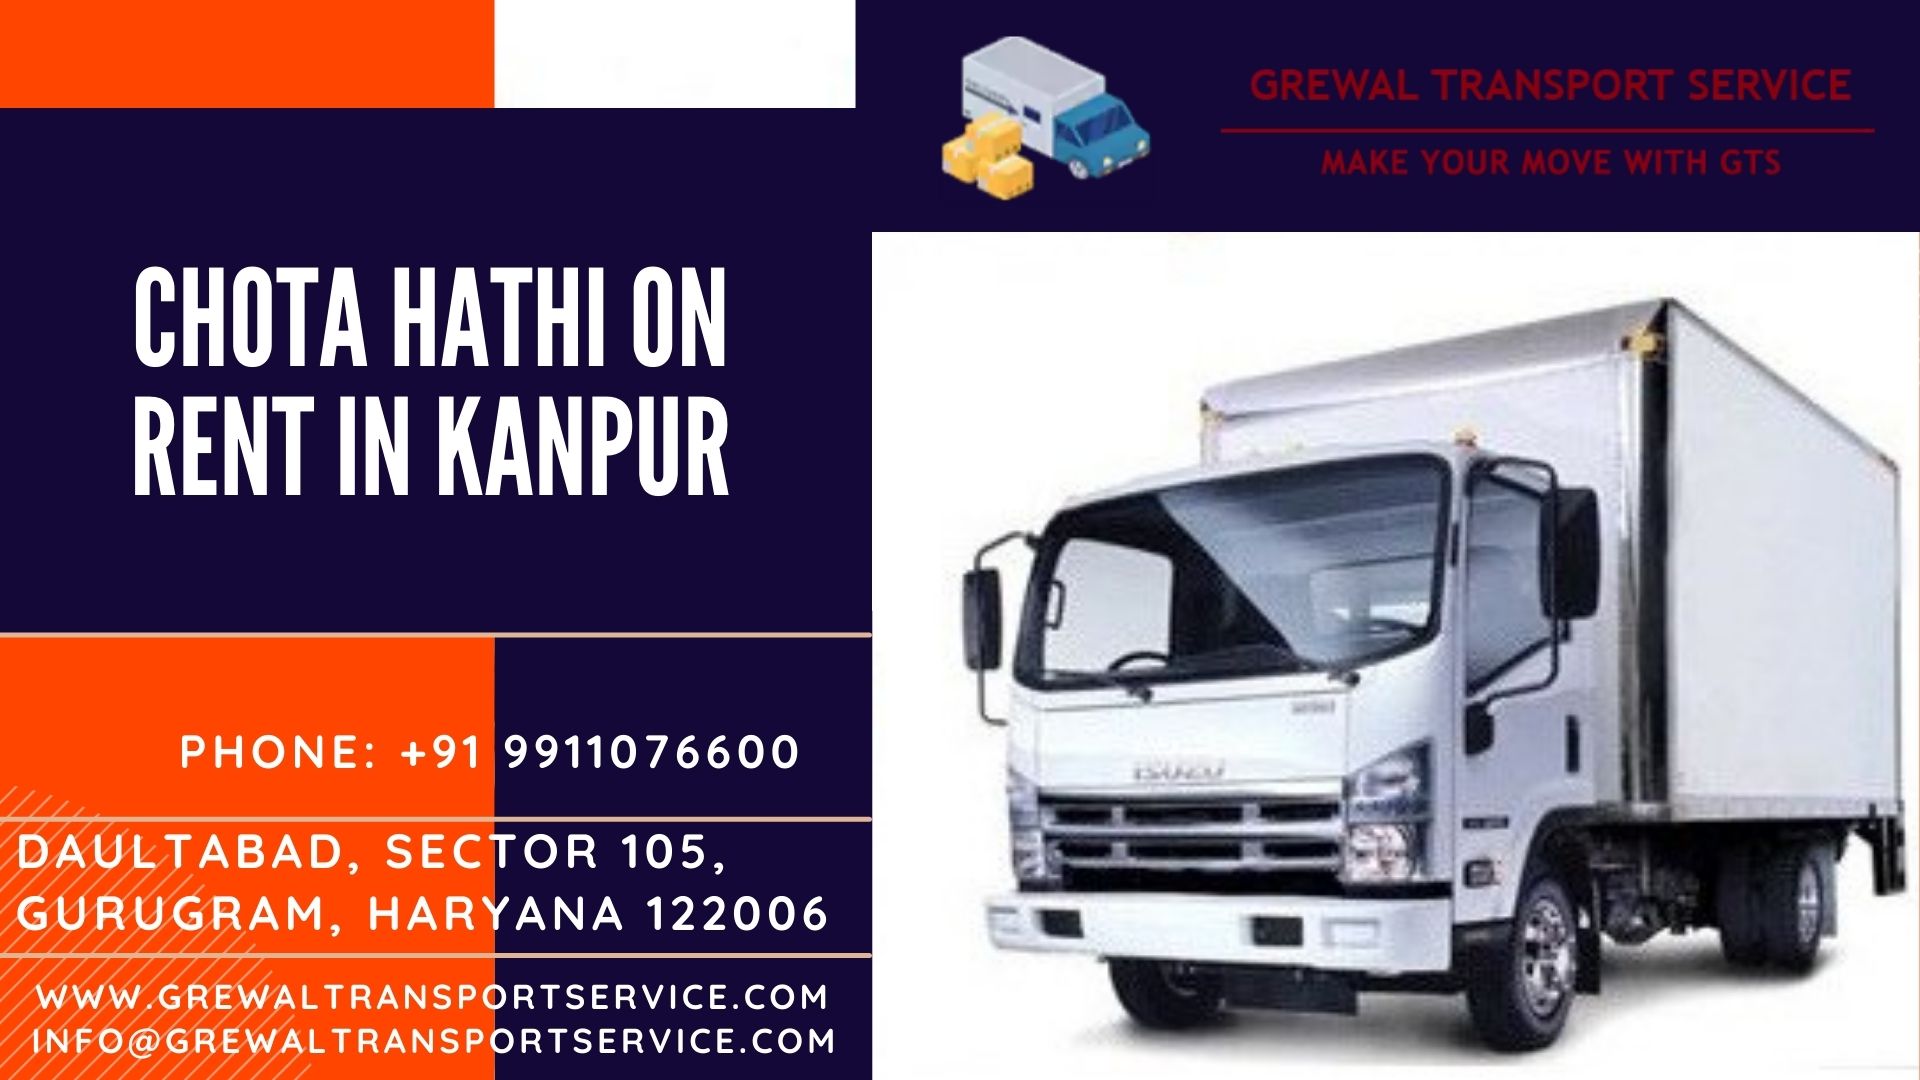 GREWAL TRANSPORT SERVICE
MAKE YOUR MOVE WITH GTS
CHOTA HATHI ON
RENT IN KANPUR
PHONE: +91 9911076600
DAULTABAD, SECTOR 105,
GURUGRAM, HARYANA 122006
WWW.GREWALTRANSPORTSERVICE.COM
INFO@GREWALTRANSPORTSERVICE.COM
ISUZU